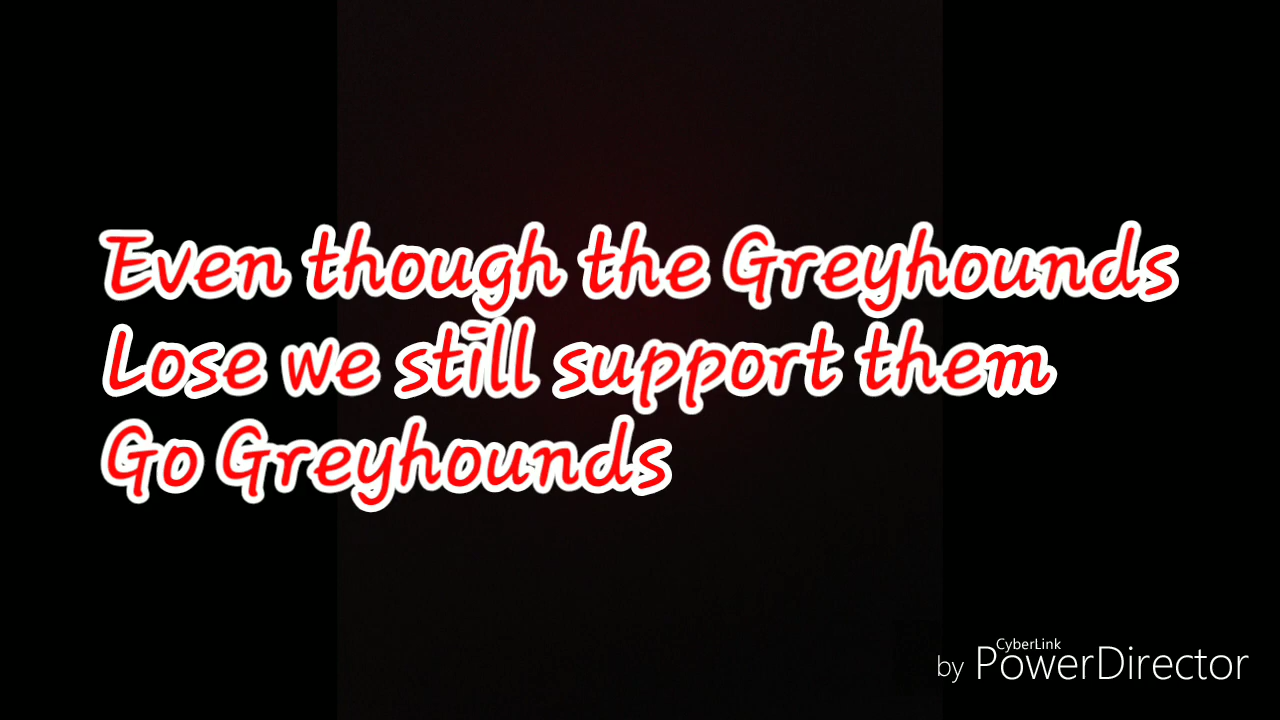 Even though the Greyhounds
Lose we still support them
Go Greyhounds
CyberLink
by PowerDirector